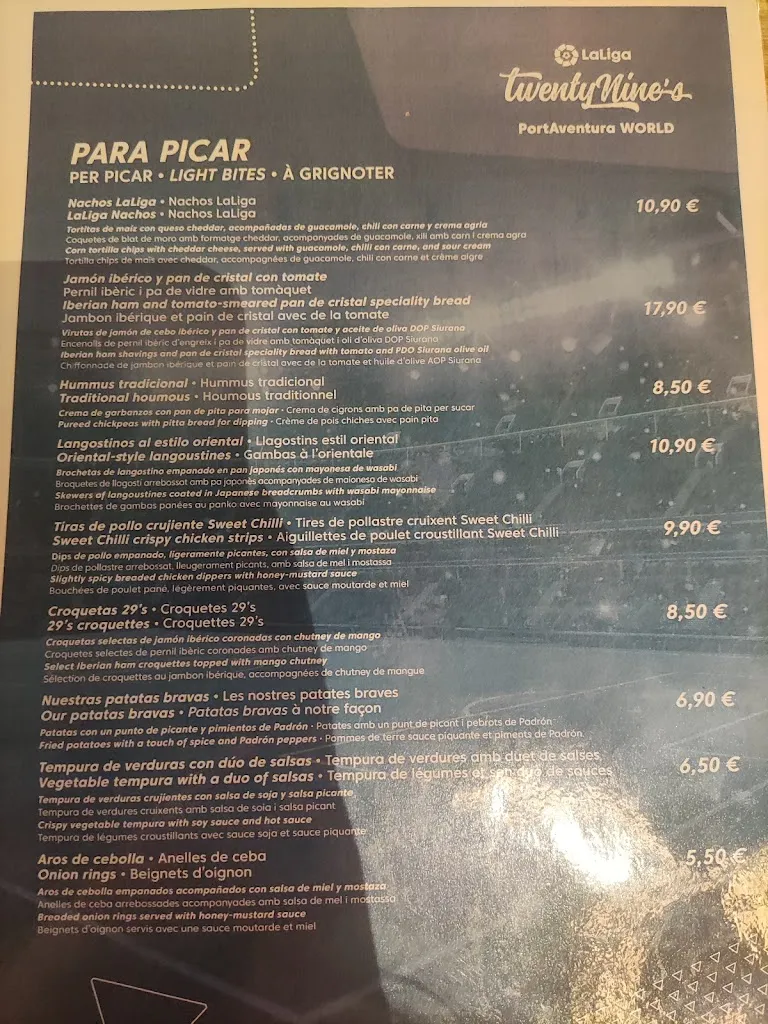 LaLiga
twentyNine's
PortAventura WORLD
PARA PICAR
PER PICAR • LIGHT BITES • À GRIGNOTER
Nachos LaLiga • Nachos LaLiga
LaLiga Nachos • Nachos LaLiga
10,90 €
Tortitas de maíz con queso cheddar, acompañadas de guacamole, chili con carne y crema agria
Coquetes de blat de moro amb formatge cheddar, acompanyades de guacamole, xili amb carn i crema agra
Corn tortilla chips with cheddar cheese, served with guacamole, chilli con carne, and sour cream
Tortilla chips de maïs avec cheddar, accompagnées de guacamole, chili con carne et crème aigre
Jamón ibérico y pan de cristal con tomate
Pernil ibèric i pa de vidre amb tomàquet
Iberian ham and tomato-smeared pan de cristal speciality bread
Jambon ibérique et pain de cristal avec de la tomate
17,90 €
Virutas de jamón de cebo ibérico y pan de cristal con tomate y aceite de oliva DOP Siurana
Encenalls de pernil ibèric d'engreix i pa de vidre amb tomàquet i oli d'oliva DOP Siurana
Iberian ham shavings and pan de cristal speciality bread with tomato and PDO Siurana olive oil
Chiffonnade de jambon ibérique et pain de cristal avec de la tomate et huile d'olive AOP Siurana
Hummus tradicional • Hummus tradicional
Traditional houmous • Houmous traditionnel
8,50 €
Crema de garbanzos con pan de pita para mojar • Crema de cigrons amb pa de pita per sucar
Pureed chickpeas with pitta bread for dipping • Crème de pois chiches avec pain pita
Langostinos al estilo oriental • Llagostins estil oriental
Oriental-style langoustines • Gambas à l'orientale
10,90 €
Brochetas de langostino empanado en pan japonés con mayonesa de wasabi
Broquetes de llagostí arrebossat amb pa japonès acompanyades de maionesa de wasabi
Skewers of langoustines coated in Japanese breadcrumbs with wasabi mayonnaise
Brochettes de gambas panées au panko avec mayonnaise au wasabi
Tiras de pollo crujiente Sweet Chilli • Tires de pollastre cruixent Sweet Chilli
Sweet Chilli crispy chicken strips • Aiguillettes de poulet croustillant Sweet Chilli
9,90 €
Dips de pollo empanado, ligeramente picantes, con salsa de miel y mostaza
Dips de pollastre arrebossat, lleugerament picants, amb salsa de mel i mostassa
Slightly spicy breaded chicken dippers with honey-mustard sauce
Bouchées de poulet pané, légèrement piquantes, avec sauce moutarde et miel
Croquetas 29's • Croquetes 29's
29's croquettes • Croquettes 29's
8,50 €
Croquetas selectas de jamón ibérico coronadas con chutney de mango
Croquetes selectes de pernil ibèric coronades amb chutney de mango
Select Iberian ham croquettes topped with mango chutney
Sélection de croquettes au jambon ibérique, accompagnées de chutney de mangue
Nuestras patatas bravas • Les nostres patates braves
Our patatas bravas • Patatas bravas à notre façon
6,90 €
Patatas con un punto de picante y pimientos de Padrón • Patates amb un punt de picant i pebrots de Padrón
Fried potatoes with a touch of spice and Padrón peppers • Pommes de terre sauce piquante et piments de Padrón
Tempura de verduras con dúo de salsas • Tempura de verdures amb duet de salses
Vegetable tempura with a duo of salsas • Tempura de légumes et son duo de sauces
6,50 €
Tempura de verduras crujientes con salsa de soja y salsa picante
Tempura de verdures cruixents amb salsa de soia i salsa picant
Crispy vegetable tempura with soy sauce and hot sauce
Tempura de légumes croustillants avec sauce soja et sauce piquante
Aros de cebolla • Anelles de ceba
Onion rings • Beignets d'oignon
5,50 €
Aros de cebolla empanados acompañados con salsa de miel y mostaza
Anelles de ceba arrebossades acompanyades amb salsa de mel i mostassa
Breaded onion rings served with honey-mustard sauce
Beignets d'oignon servis avec une sauce moutarde et miel